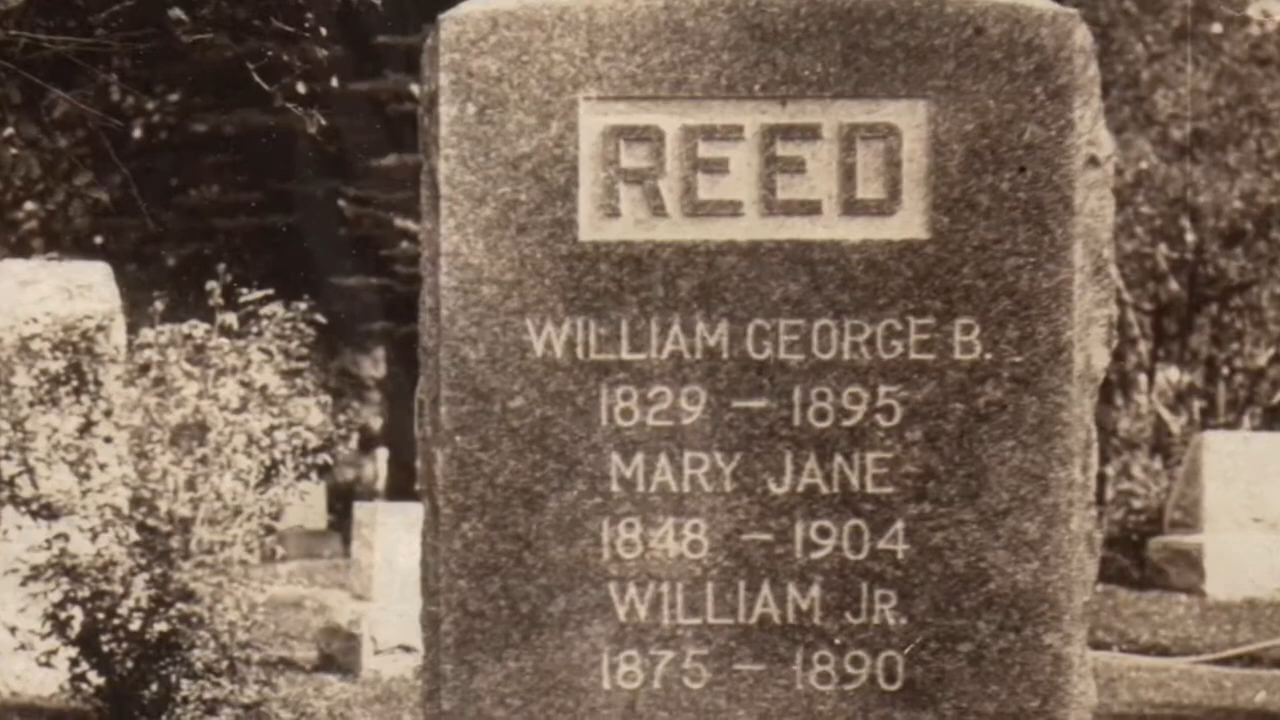 REED
WILLIAM GEORGE B.
1829 - 1895
MARY JANE
1848 - 1904
WILLIAM JR.
1875 - 1890